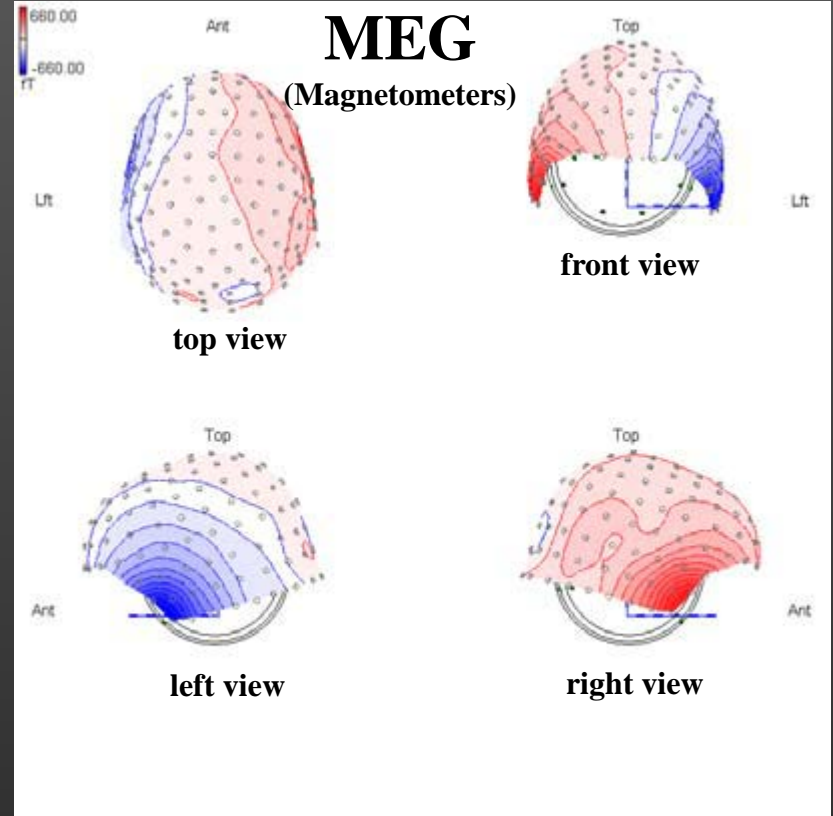 660.00
-660.00
fT
Ant
MEG
(Magnetometers)
Top
Lft
Lft
front view
top view
Top
Top
Ant
Ant
left view
right view